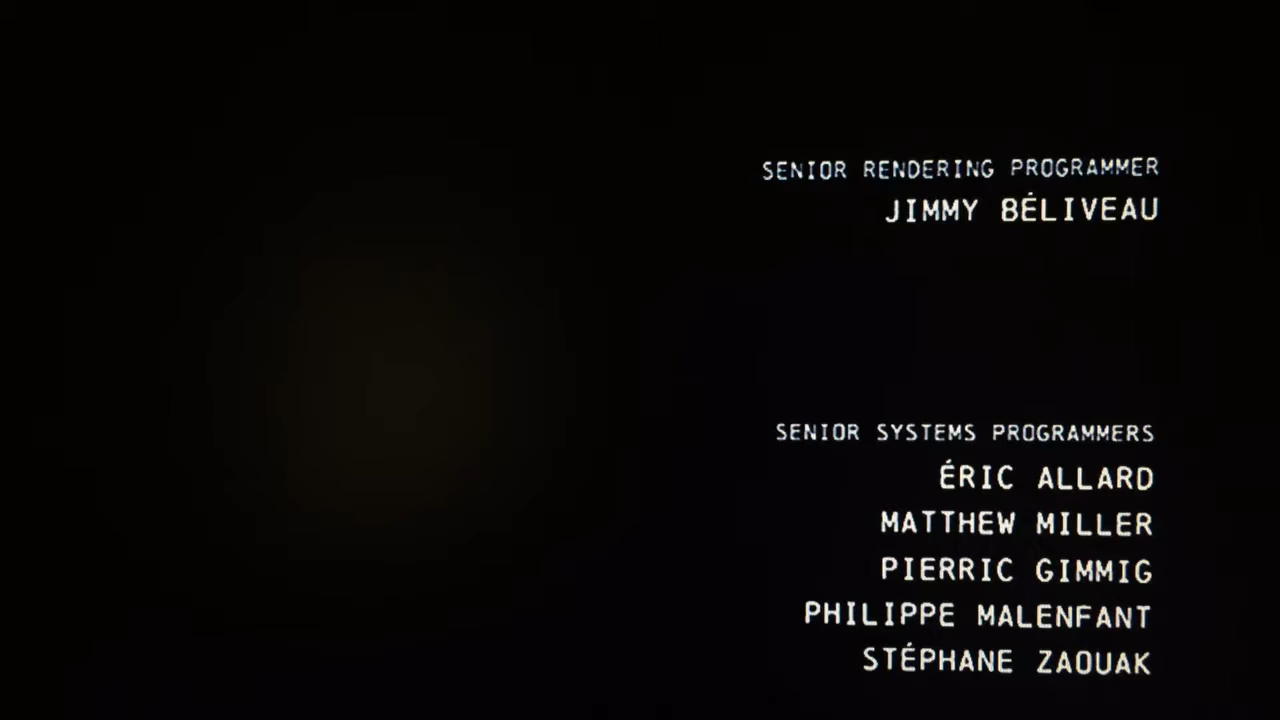 SENIOR RENDERING PROGRAMMER
JIMMY BÉLIVEAU
SENIOR SYSTEMS PROGRAMMERS
ÉRIC ALLARD
MATTHEW MILLER
PIERRIC GIMMIG
PHILIPPE MALENFANT
STÉPHANE ZAOUAK